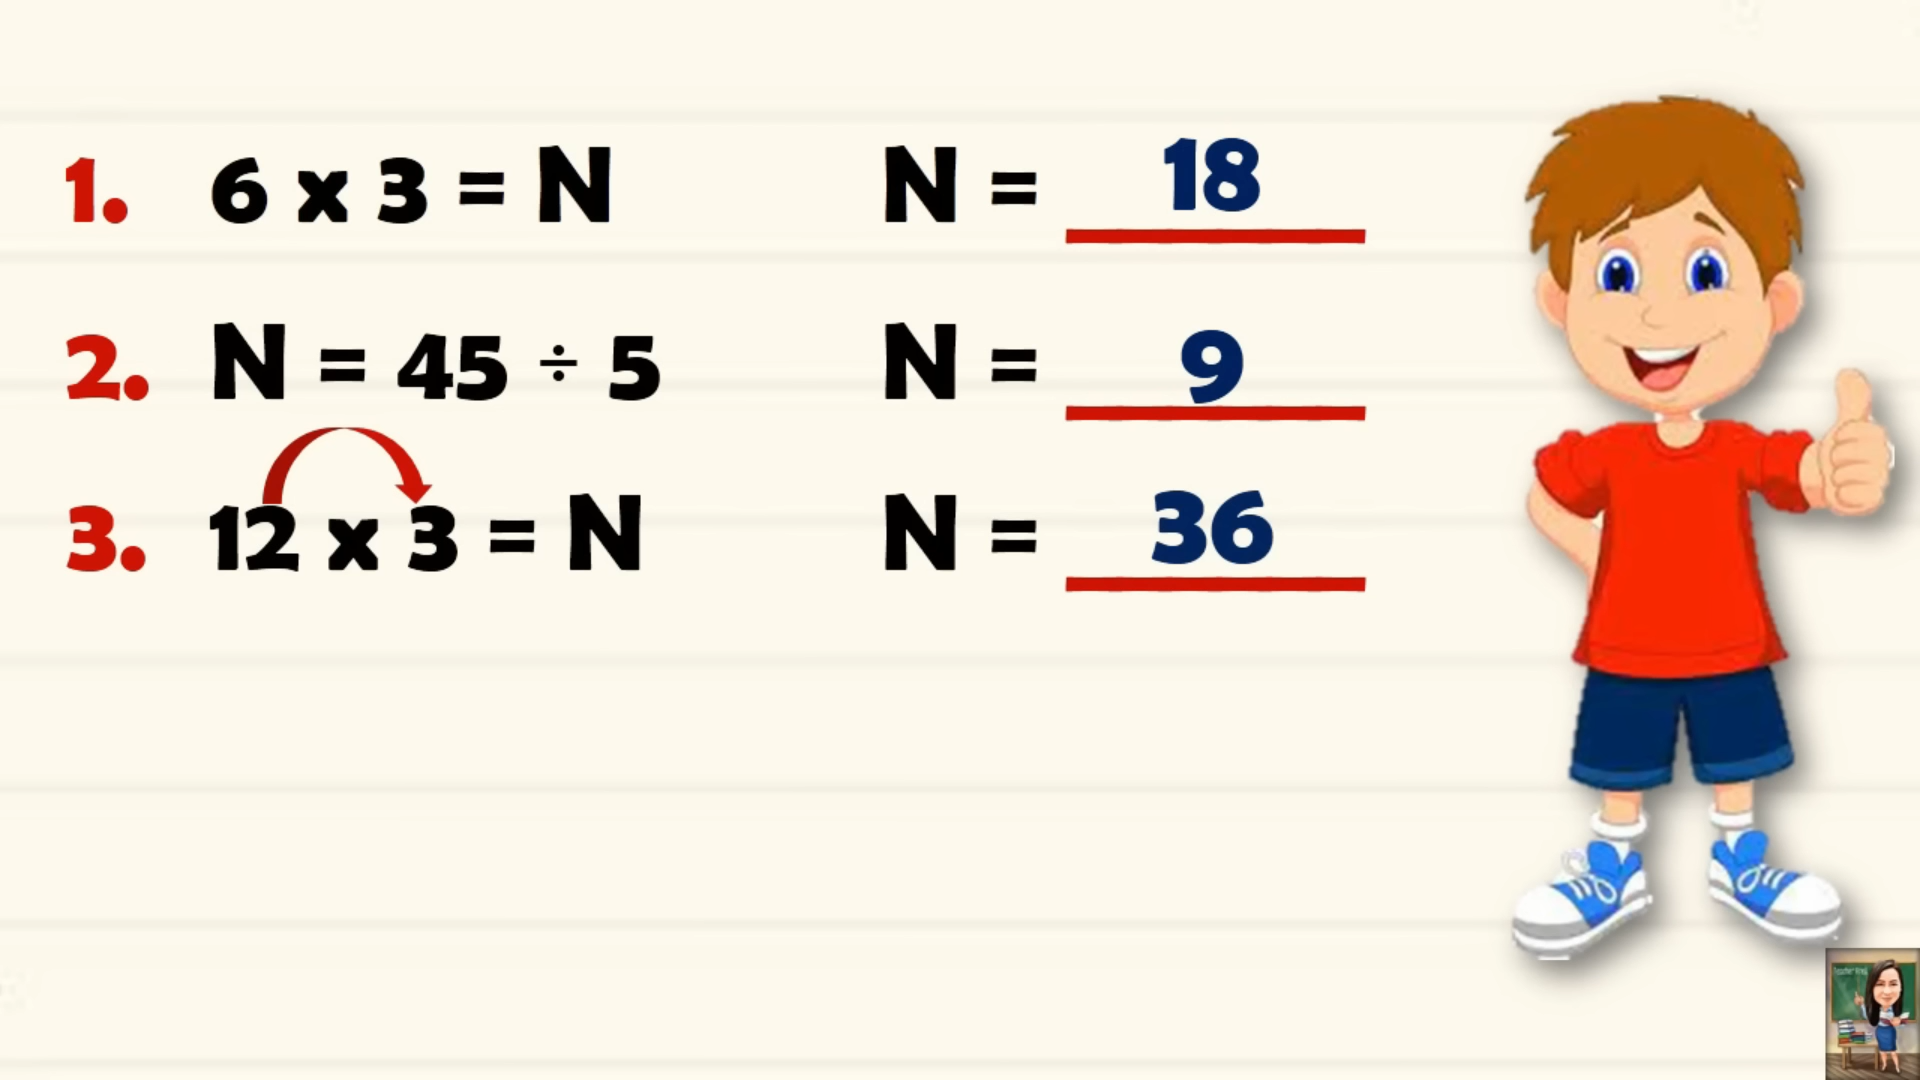 1. 6 x 3 = N N = 18
2. N = 45 ÷ 5 N = 9
3. 12 x 3 = N N = 36